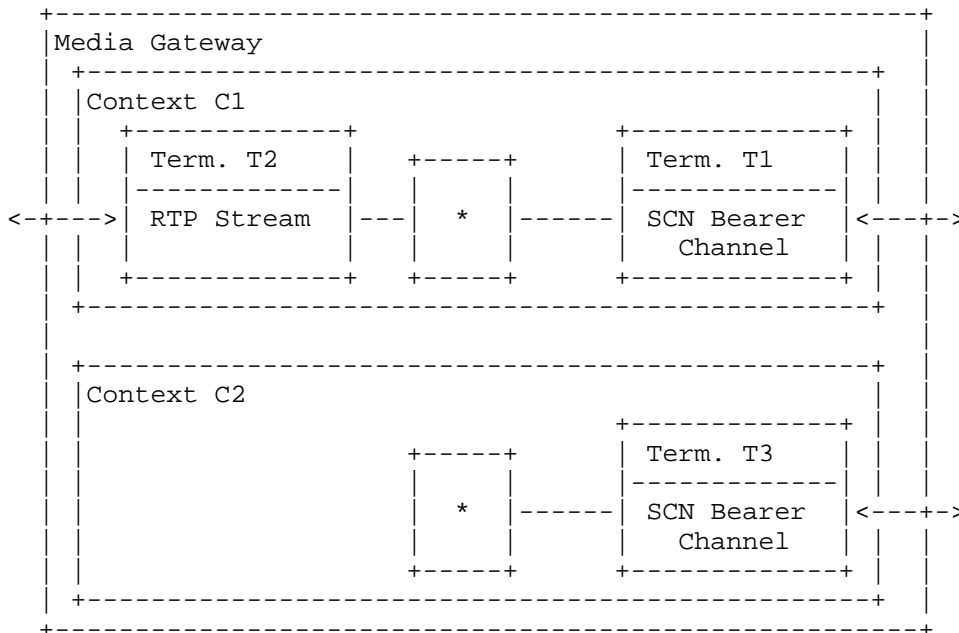 Media Gateway
Context C1
Term. T2
Term. T1
RTP Stream
*
SCN Bearer
Channel
Context C2
Term. T3
*
SCN Bearer
Channel